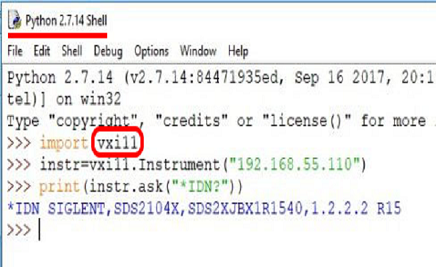 Python 2.7.14 Shell
File Edit Shell Debug Options Window Help
Python 2.7.14 (v2.7.14:84471935ed, Sep 16 2017, 20:1
tel)] on win32
Type "copyright", "credits" or "license()" for more
>>> import vxi11
>>> instr=vxi11.Instrument("192.168.55.110")
>>> print(instr.ask("*IDN?"))
*IDN SIGLENT,SDS2104X,SDS2XJBX1R1540,1.2.2.2 R15
>>>